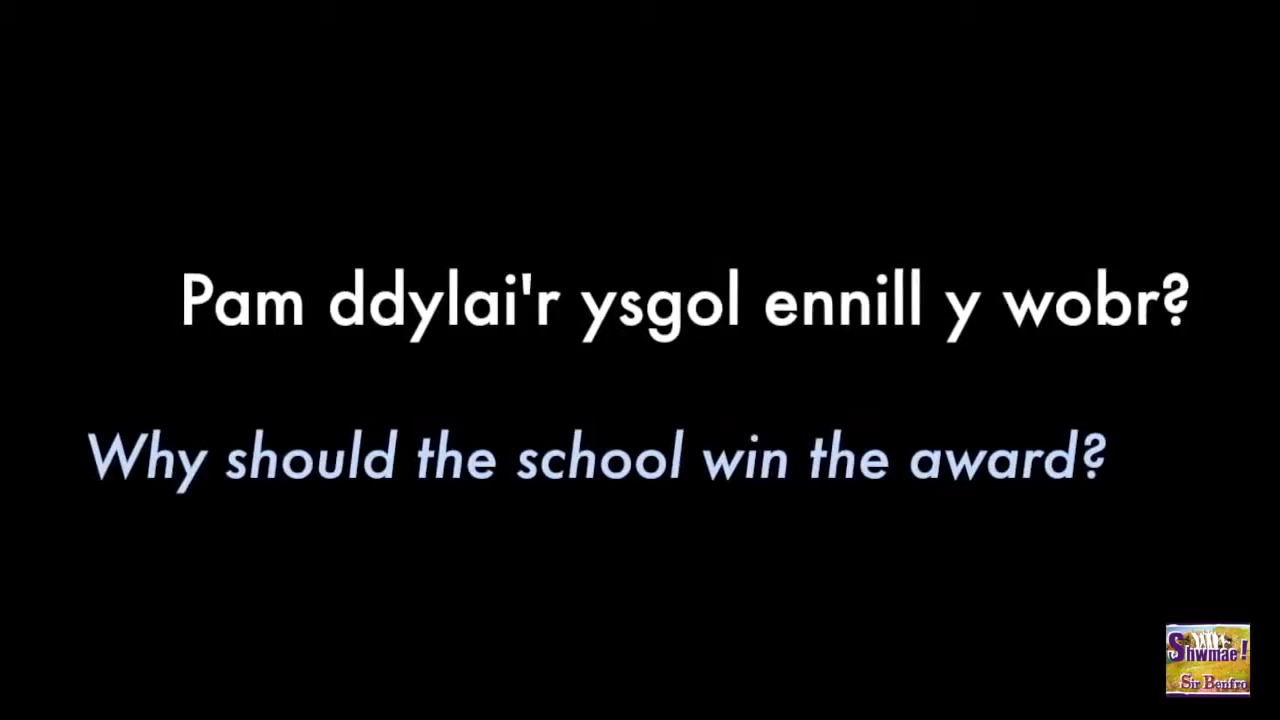 Pam ddylai'r ysgol ennill y wobr?
Why should the school win the award?
Shwmae!
Sir Benfro